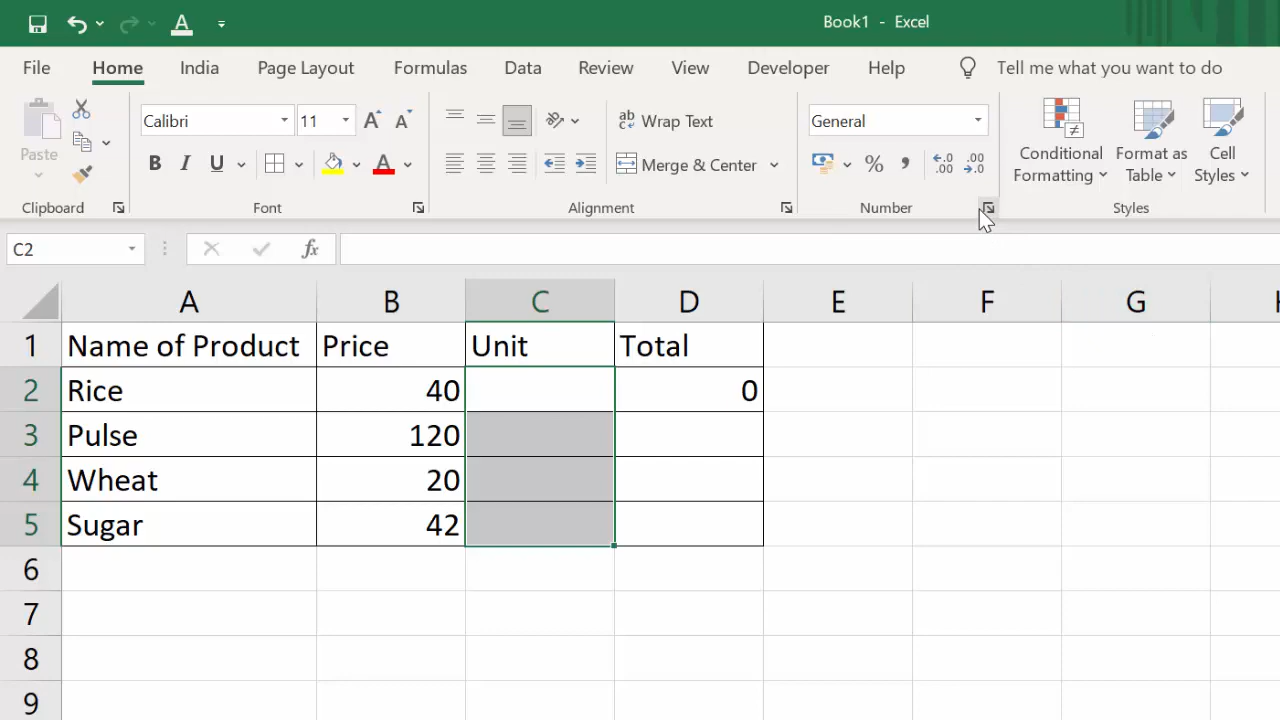 Book1 - Excel
File Home India Page Layout Formulas Data Review View Developer Help Tell me what you want to do
Paste
Calibri 11
B I U
Wrap Text
Merge & Center
General
Conditional Formatting
Format as Table
Cell Styles
Clipboard Font Alignment Number Styles
C2 fx
A B C D E F G
1 Name of Product Price Unit Total
2 Rice 40 0
3 Pulse 120
4 Wheat 20
5 Sugar 42
6
7
8
9